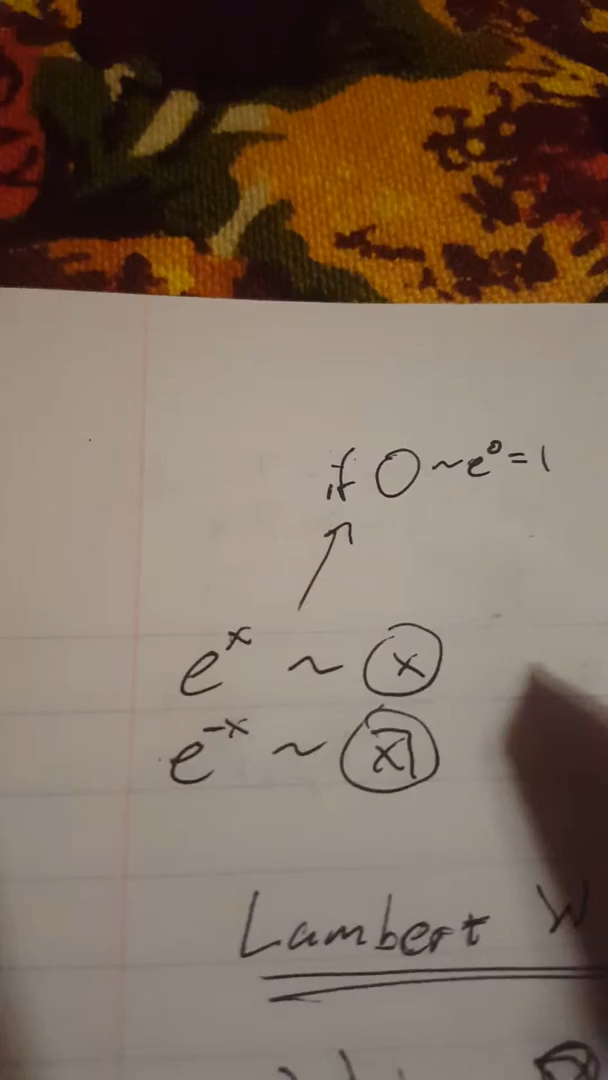 if ◯ ~ e⁰ = 1
eˣ ~ ⓧ
e⁻ˣ ~
Lambert W